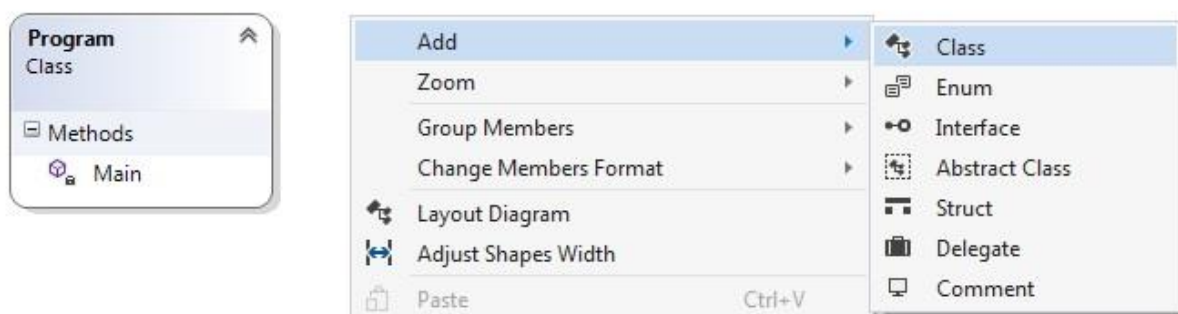 Program
Class
Methods
Main
Add
Zoom
Group Members
Change Members Format
Layout Diagram
Adjust Shapes Width
Paste Ctrl+V
Class
Enum
Interface
Abstract Class
Struct
Delegate
Comment